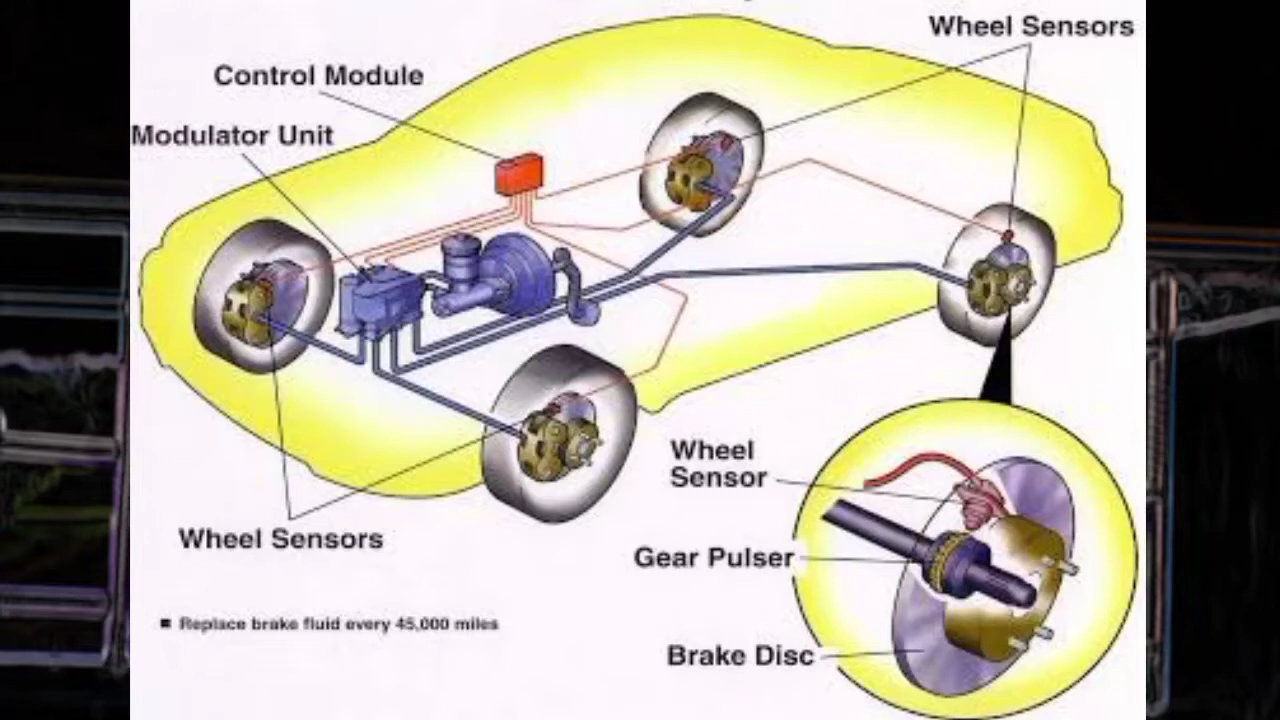 Wheel Sensors
Control Module
Modulator Unit
Wheel
Sensor
Wheel Sensors
Gear Pulser
■ Replace brake fluid every 45,000 miles
Brake Disc